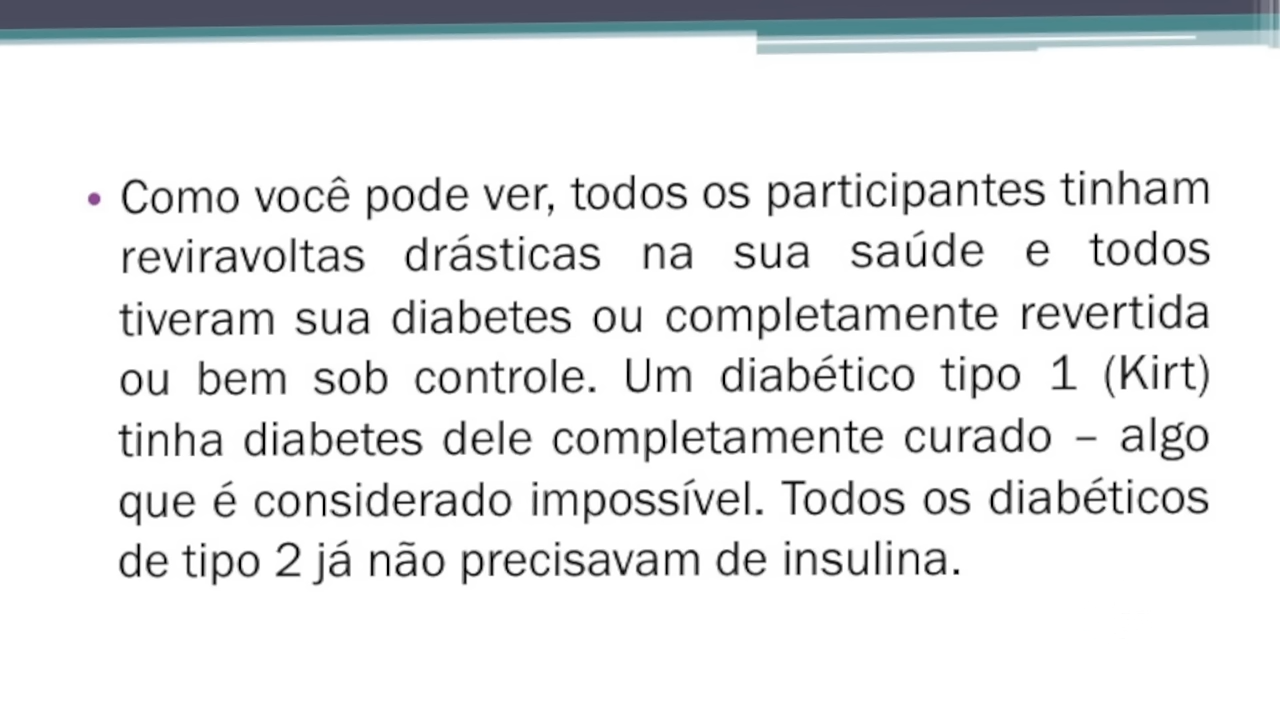 • Como você pode ver, todos os participantes tinham
reviravoltas drásticas na sua saúde e todos
tiveram sua diabetes ou completamente revertida
ou bem sob controle. Um diabético tipo 1 (Kirt)
tinha diabetes dele completamente curado – algo
que é considerado impossível. Todos os diabéticos
de tipo 2 já não precisavam de insulina.